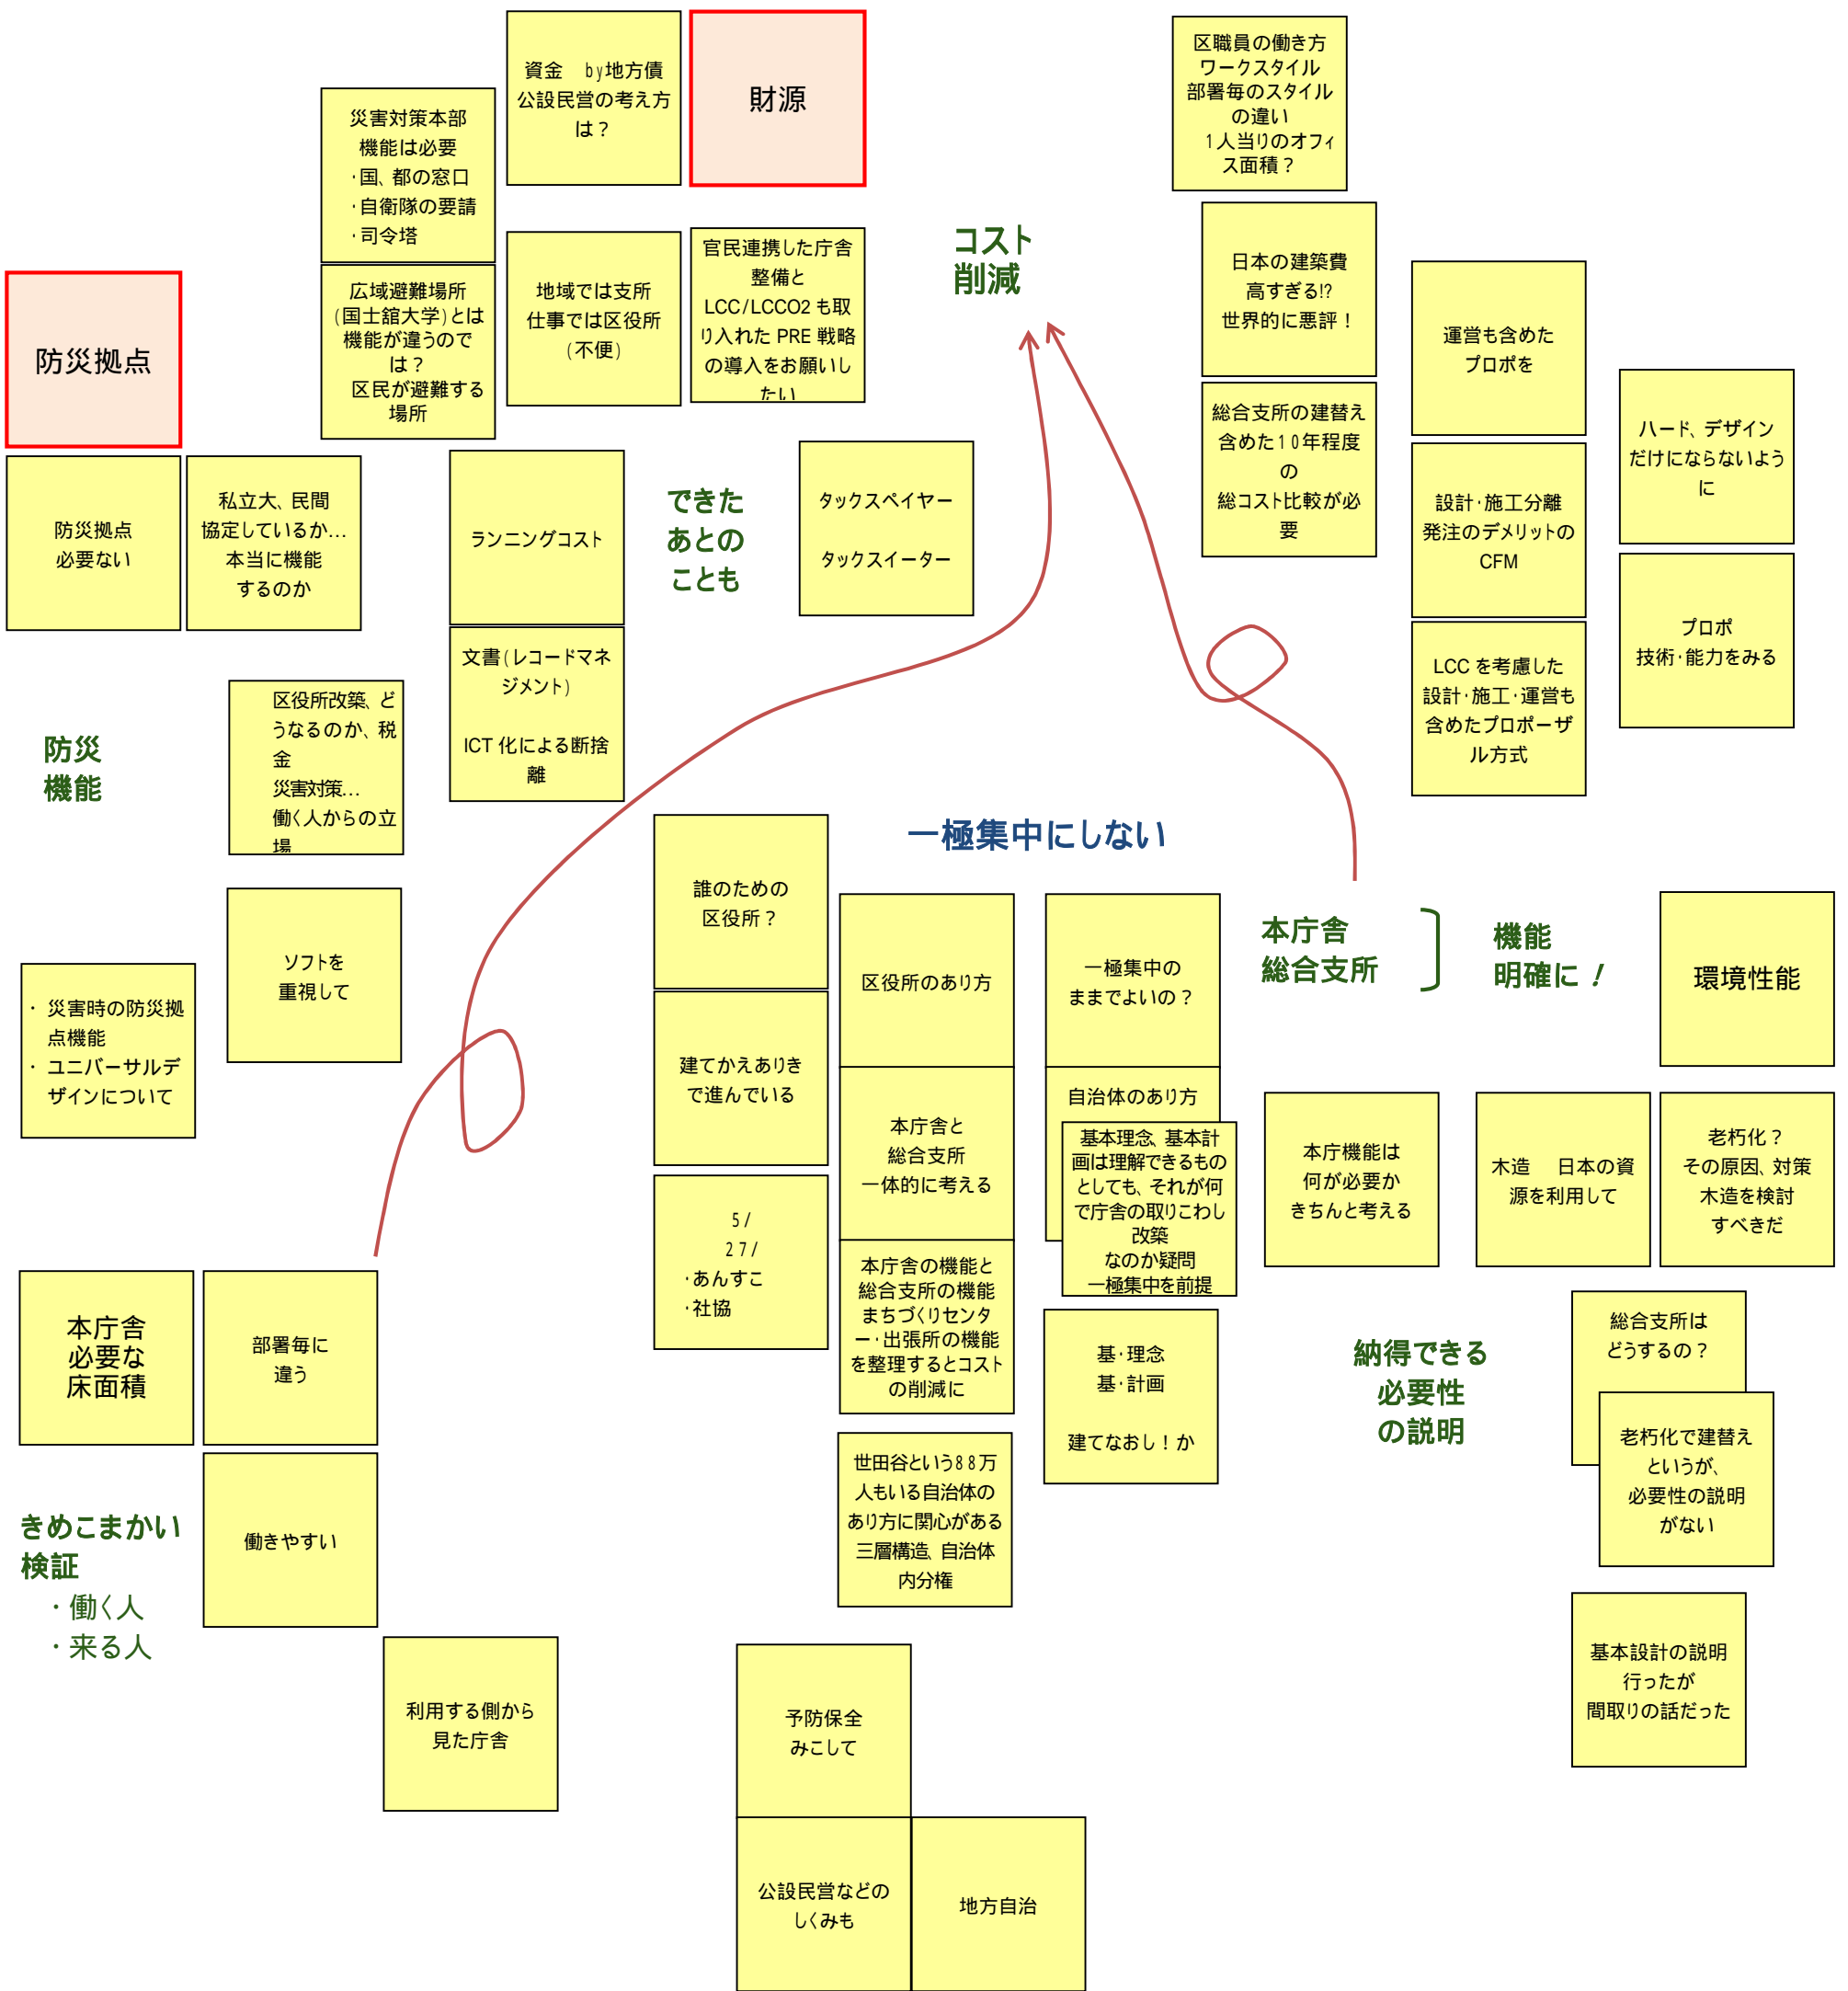 資金　by地方債
公設民営の考え方
は？
財源
区職員の働き方
ワークスタイル
部署毎のスタイル
の違い
1人当りのオフィ
ス面積？
災害対策本部
機能は必要
・国、都の窓口
・自衛隊の要請
・司令塔
地域では支所
仕事では区役所
(不便)
官民連携した庁舎
整備と
LCC/LCCO2 も取
り入れた PRE 戦略
の導入をお願いし
たい
コスト
削減
日本の建築費
高すぎる!?
世界的に悪評！
運営も含めた
プロポを
防災拠点
広域避難場所
(国士舘大学)とは
機能が違うので
は？
区民が避難する
場所
総合支所の建替え
含めた10年程度
の
総コスト比較が必
要
ハード、デザイン
だけにならないよう
に
防災拠点
必要ない
私立大、民間
協定しているか…
本当に機能
するのか
ランニングコスト
できた
あとの
ことも
タックスペイヤー
タックスイーター
設計・施工分離
発注のデメリットの
CFM
プロポ
技術・能力をみる
文書(レコードマネ
ジメント)
ICT 化による断捨
離
LCC を考慮した
設計・施工・運営も
含めたプロポーザ
ル方式
防災
機能
区役所改築、ど
うなるのか、税
金
災害対策…
働く人からの立
場
一極集中にしない
誰のための
区役所？
区役所のあり方
一極集中の
ままでよいの？
本庁舎
総合支所
機能
明確に！
環境性能
ソフトを
重視して
・ 災害時の防災拠
点機能
・ ユニバーサルデ
ザインについて
建てかえありき
で進んでいる
本庁舎と
総合支所
一体的に考える
自治体のあり方
基本理念、基本計
画は理解できるもの
としても、それが何
で庁舎の取りこわし
改築
なのか疑問
一極集中を前提
本庁機能は
何が必要か
きちんと考える
木造　日本の資
源を利用して
老朽化？
その原因、対策
木造を検討
すべきだ
5/
27/
・あんすこ
・社協
本庁舎の機能と
総合支所の機能
まちづくりセンタ
ー・出張所の機能
を整理するとコスト
の削減に
基・理念
基・計画
建てなおし！か
納得できる
必要性
の説明
総合支所は
どうするの？
老朽化で建替え
というが、
必要性の説明
がない
本庁舎
必要な
床面積
部署毎に
違う
世田谷という88万
人もいる自治体の
あり方に関心がある
三層構造、自治体
内分権
きめこまかい
検証
・働く人
・来る人
働きやすい
基本設計の説明
行ったが
間取りの話だった
利用する側から
見た庁舎
予防保全
みこして
公設民営などの
しくみも
地方自治